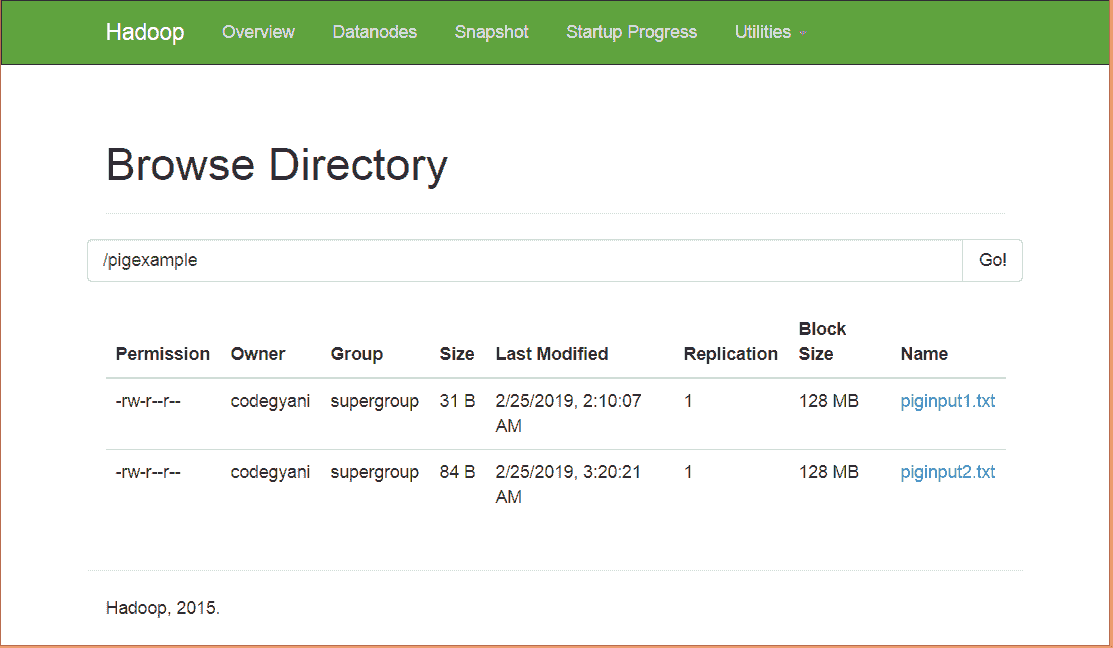 Hadoop Overview Datanodes Snapshot Startup Progress Utilities
Browse Directory
/pigexample Go!
Permission Owner Group Size Last Modified Replication Block Size Name
-rw-r--r-- codegyani supergroup 31 B 2/25/2019, 2:10:07 AM 1 128 MB piginput1.txt
-rw-r--r-- codegyani supergroup 84 B 2/25/2019, 3:20:21 AM 1 128 MB piginput2.txt
Hadoop, 2015.